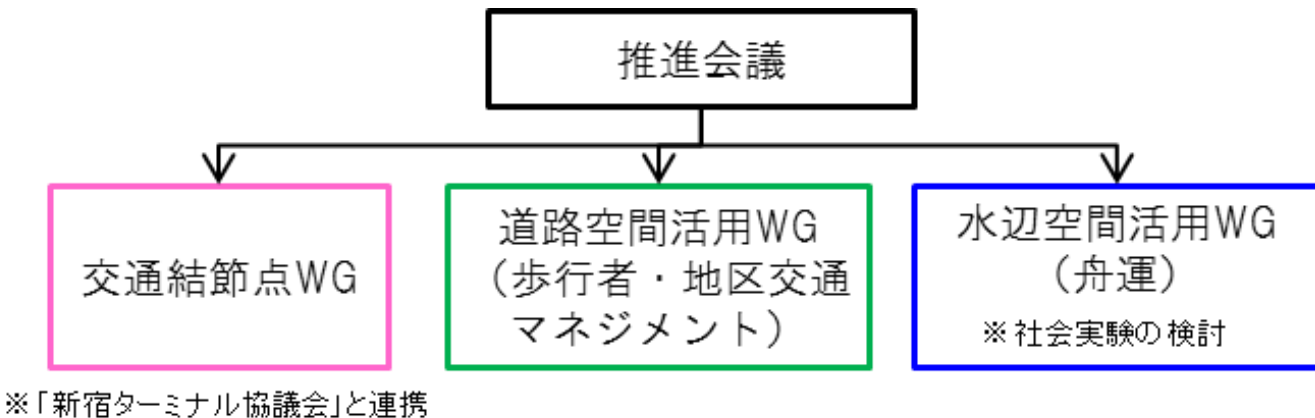 推進会議
交通結節点WG
道路空間活用WG
（歩行者・地区交通
マネジメント）
水辺空間活用WG
（舟運）
※社会実験の検討
※「新宿ターミナル協議会」と連携